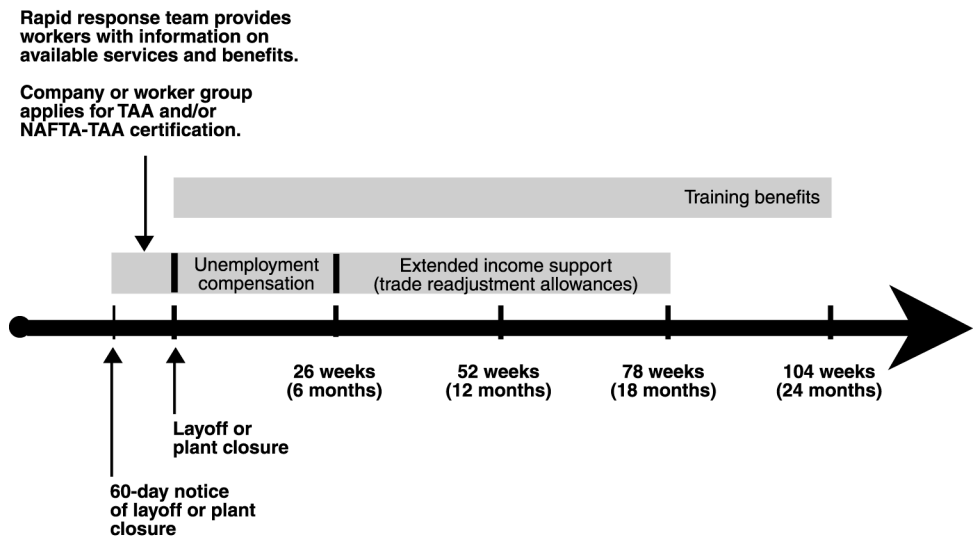 Rapid response team provides
workers with information on
available services and benefits.
Company or worker group
applies for TAA and/or
NAFTA-TAA certification.
Training benefits
Unemployment
compensation
Extended income support
(trade readjustment allowances)
26 weeks
(6 months)
52 weeks
(12 months)
78 weeks
(18 months)
104 weeks
(24 months)
Layoff or
plant closure
60-day notice
of layoff or plant
closure